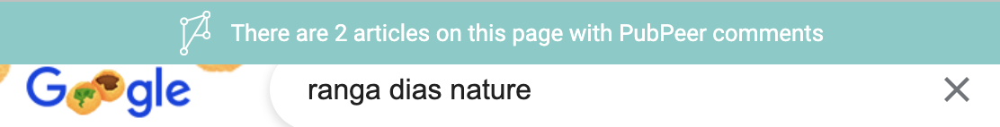 There are 2 articles on this page with PubPeer comments
Google
ranga dias nature